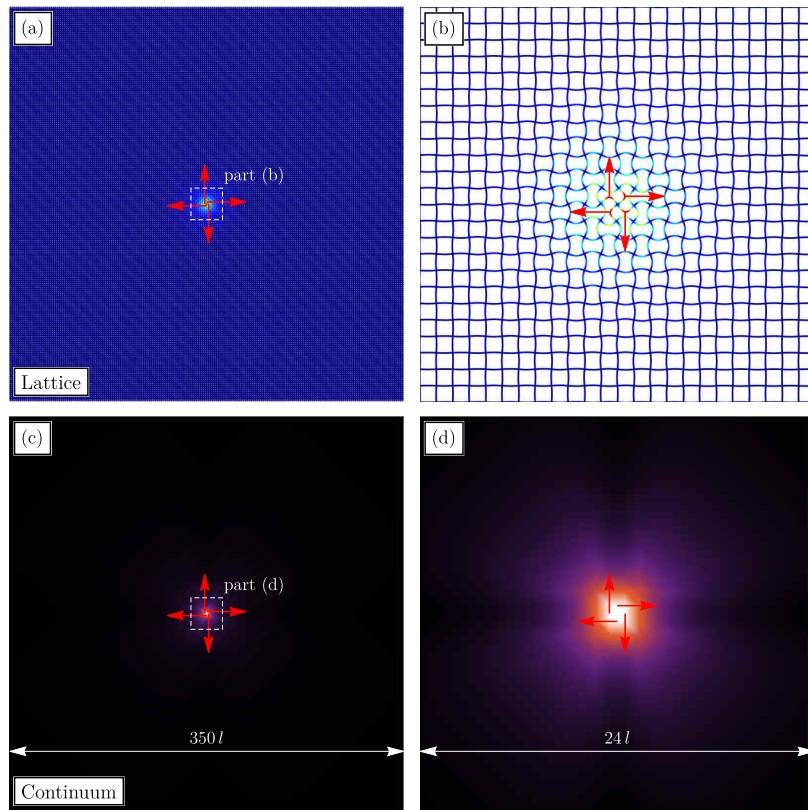 (a)
(b)
part (b)
Lattice
(c)
(d)
part (d)
350 l
24 l
Continuum